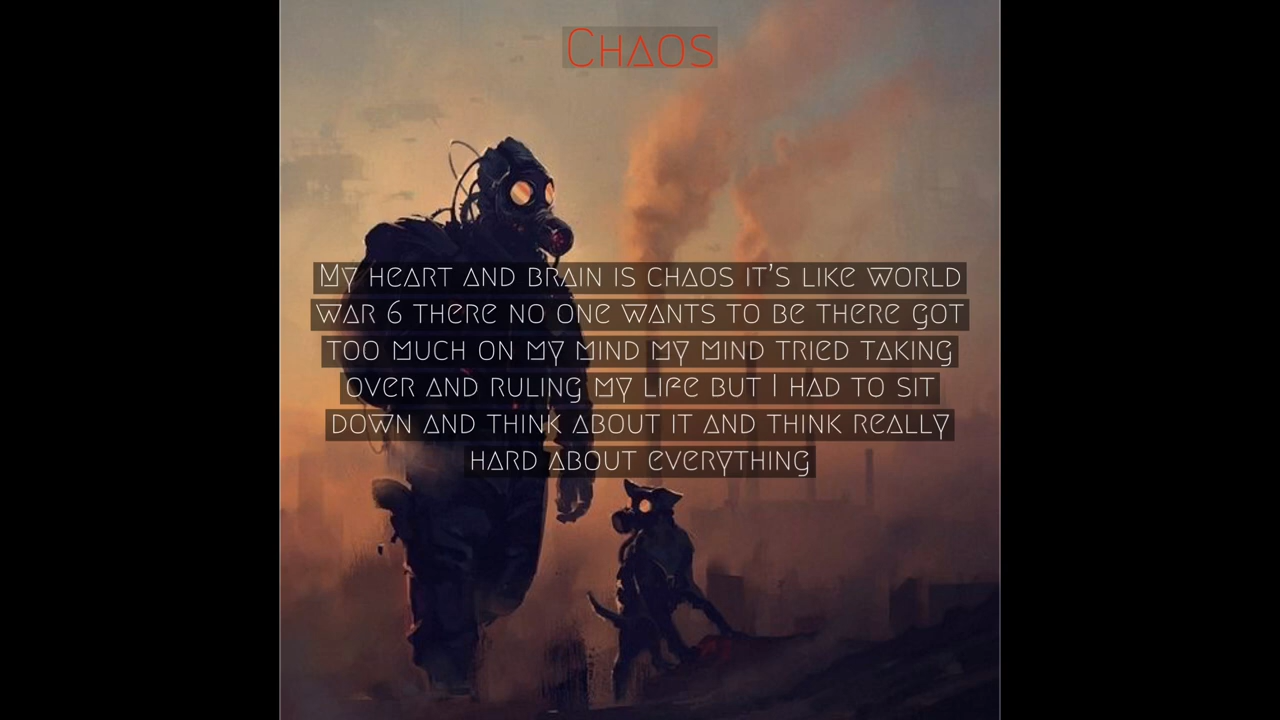 Chaos
My heart and brain is chaos it's like world
war 6 there no one wants to be there got
too much on my mind my mind tried taking
over and ruling my life but I had to sit
down and think about it and think really
hard about everything